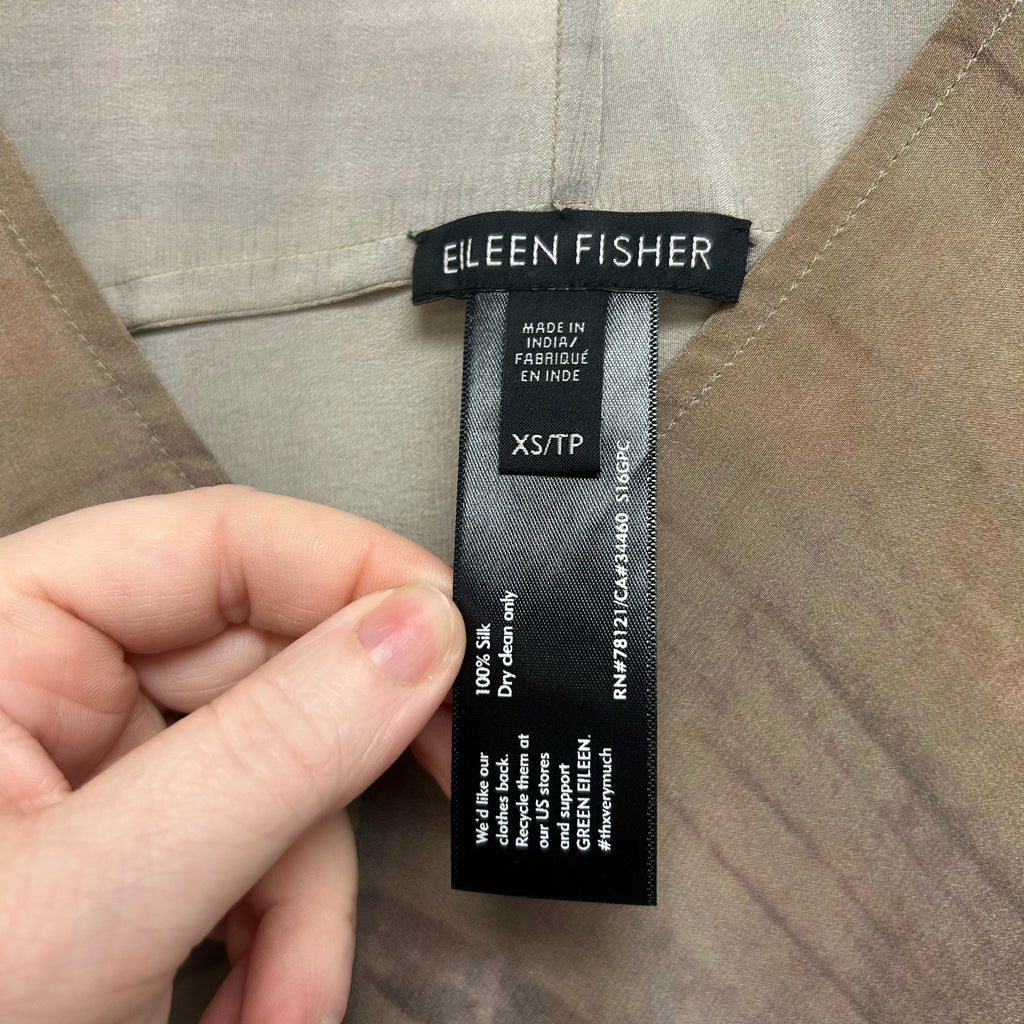 EILEEN FISHER
MADE IN
INDIA/
FABRIQUÉ
EN INDE
XS/TP
100% Silk
Dry clean only
RN#78121/CA#34460 S16GPC
We'd like our
clothes back.
Recycle them at
our US stores
and support
GREEN EILEEN.
#thxverymuch